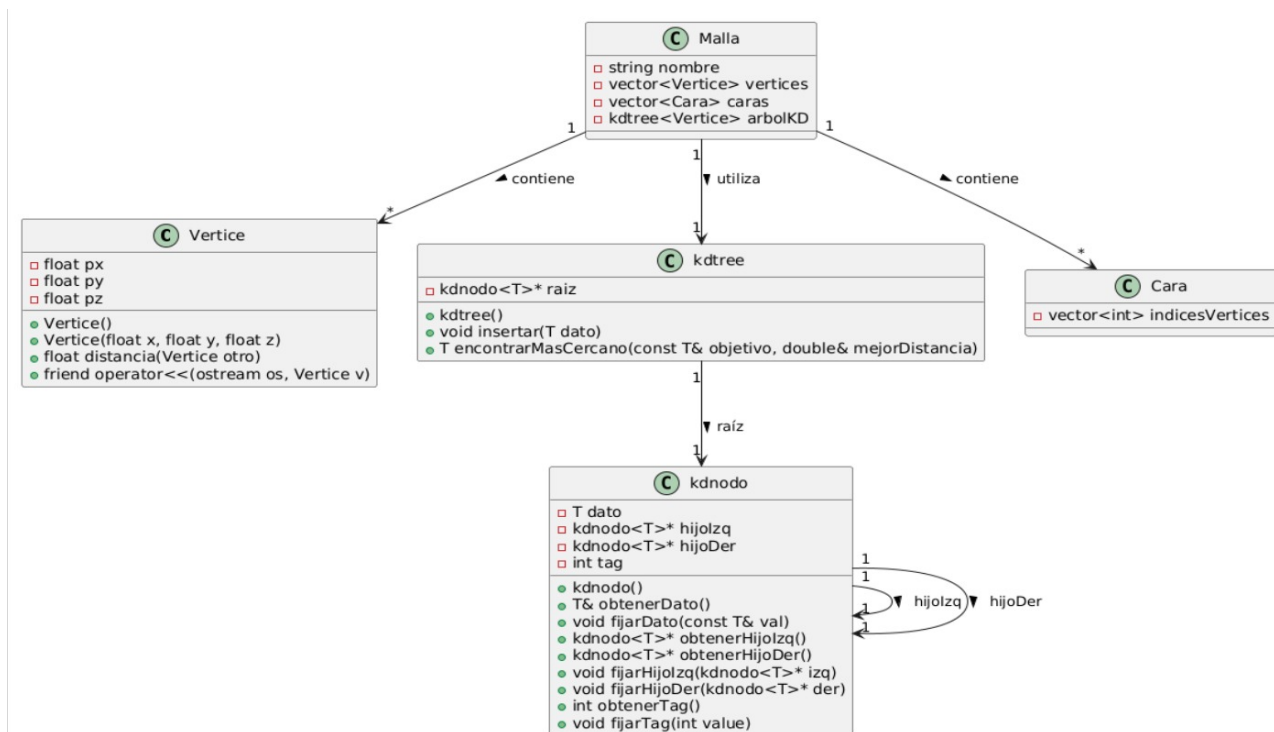 C Malla
string nombre
vector<Vertice> vertices
vector<Cara> caras
kdtree<Vertice> arbolKD
1
1
1
contiene
utiliza
contiene
*
1
*
C Vertice
float px
float py
float pz
Vertice()
Vertice(float x, float y, float z)
float distancia(Vertice otro)
friend operator<<(ostream os, Vertice v)
C kdtree
kdnodo<T>* raiz
kdtree()
void insertar(T dato)
T encontrarMasCercano(const T& objetivo, double& mejorDistancia)
C Cara
vector<int> indicesVertices
1
raíz
1
C kdnodo
T dato
kdnodo<T>* hijoIzq
kdnodo<T>* hijoDer
int tag
kdnodo()
T& obtenerDato()
void fijarDato(const T& val)
kdnodo<T>* obtenerHijoIzq()
kdnodo<T>* obtenerHijoDer()
void fijarHijoIzq(kdnodo<T>* izq)
void fijarHijoDer(kdnodo<T>* der)
int obtenerTag()
void fijarTag(int value)
1
1
hijoIzq
hijoDer
1
1